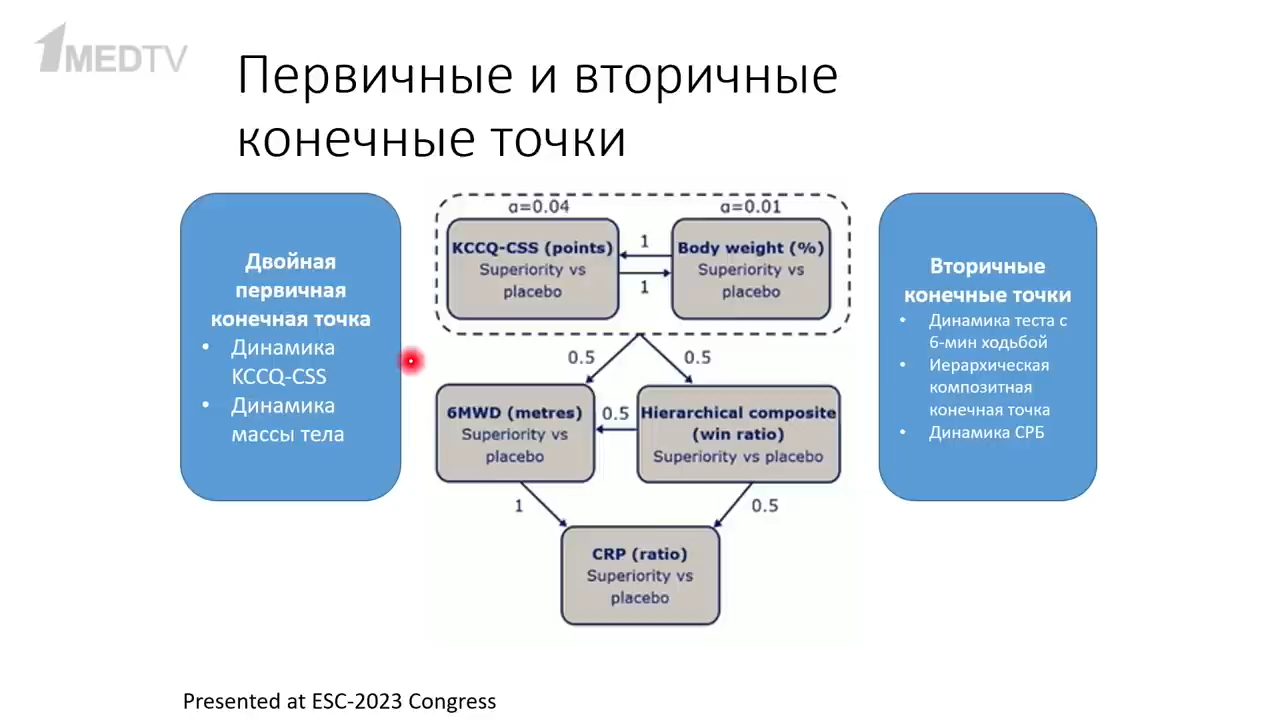 1MEDTV
Первичные и вторичные
конечные точки
Двойная
первичная
конечная точка
• Динамика
KCCQ-CSS
• Динамика
массы тела
α=0.04
α=0.01
KCCQ-CSS (points)
Superiority vs
placebo
1
1
Body weight (%)
Superiority vs
placebo
0.5
0.5
6MWD (metres)
Superiority vs
placebo
0.5
Hierarchical composite
(win ratio)
Superiority vs placebo
1
0.5
CRP (ratio)
Superiority vs
placebo
Вторичные
конечные точки
• Динамика теста с
6-мин ходьбой
• Иерархическая
композитная
конечная точка
• Динамика СРБ
Presented at ESC-2023 Congress